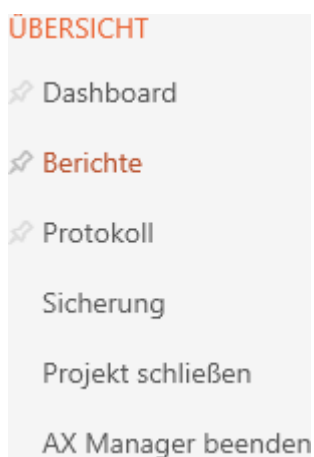 ÜBERSICHT
Dashboard
Berichte
Protokoll
Sicherung
Projekt schließen
AX Manager beenden